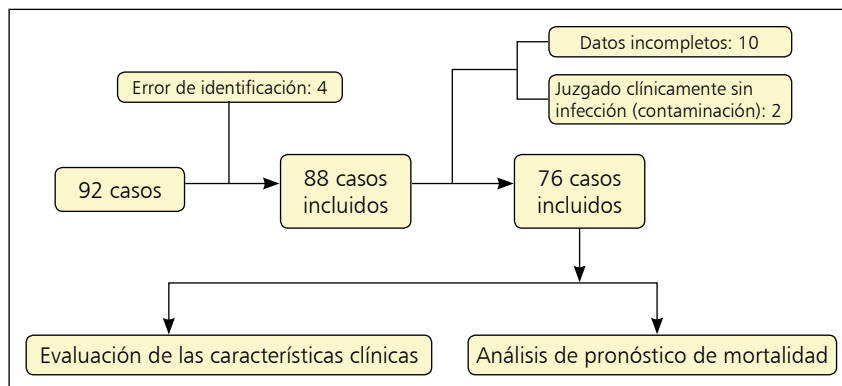 Datos incompletos: 10
Error de identificación: 4
Juzgado clínicamente sin
infección (contaminación): 2
92 casos
88 casos
incluidos
76 casos
incluidos
Evaluación de las características clínicas
Análisis de pronóstico de mortalidad